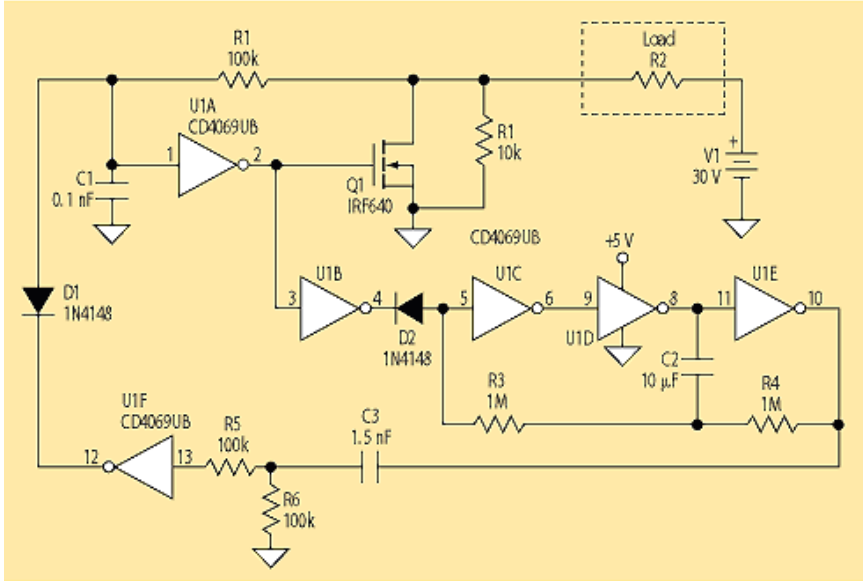 R1
100k
Load
R2
U1A
CD4069UB
1
2
R1
10k
V1
30 V
+
C1
0.1 nF
Q1
IRF640
CD4069UB
+5 V
U1B
3
4
U1C
5
6
9
8
U1D
U1E
11
10
D1
1N4148
D2
1N4148
C2
10 μF
R3
1M
R4
1M
U1F
CD4069UB
12
13
R5
100k
C3
1.5 nF
R6
100k